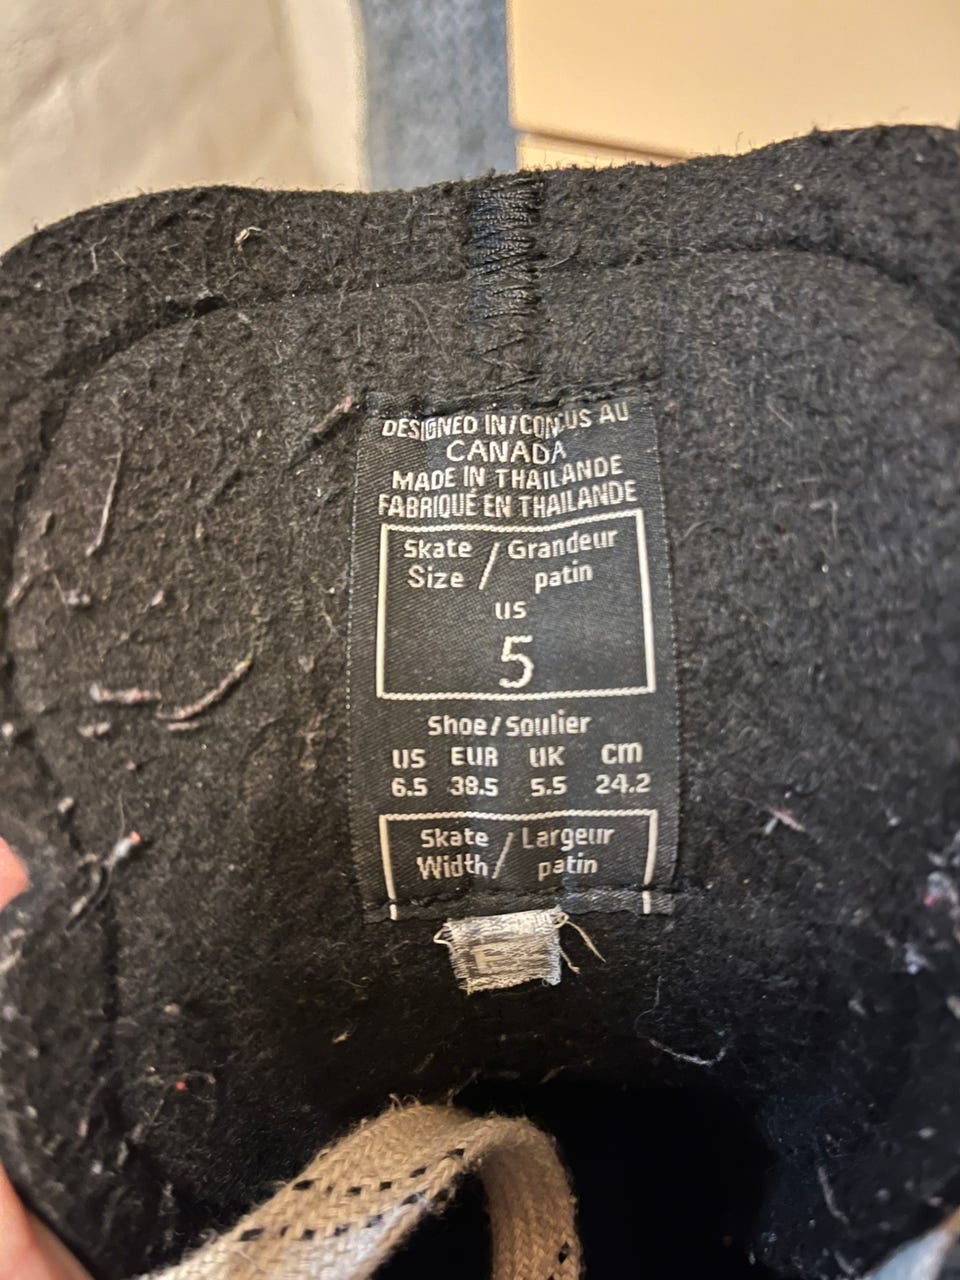 DESIGNED IN/CONÇUS AU
CANADA
MADE IN THAILANDE
FABRIQUÉ EN THAILANDE
Skate / Grandeur
Size / patin
US
5
Shoe/Soulier
US EUR UK cm
6.5 38.5 5.5 24.2
Skate / Largeur
Width / patin